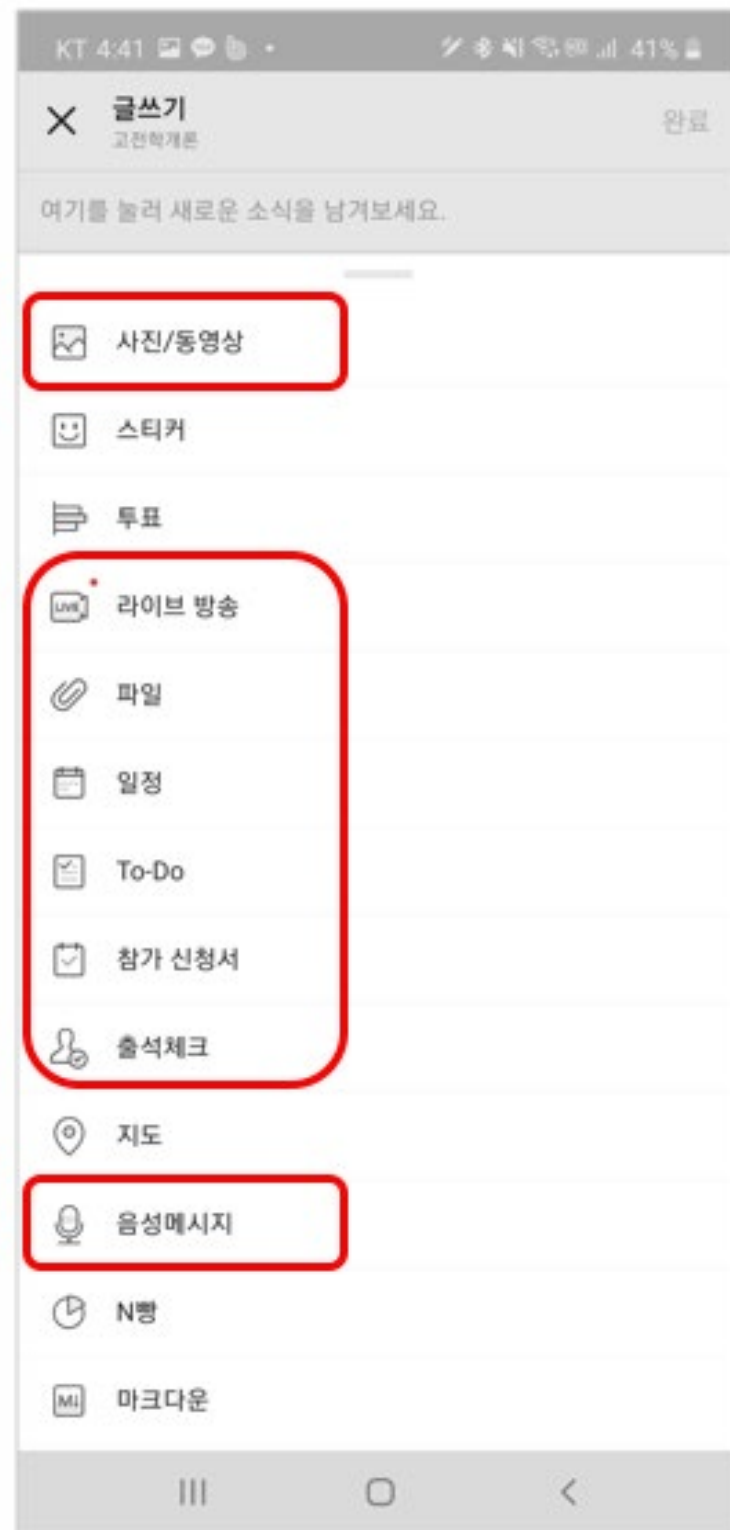 KT 4:41
41%
글쓰기
고전학개론
완료
여기를 눌러 새로운 소식을 남겨보세요.
사진/동영상
스티커
투표
LIVE 라이브 방송
파일
일정
To-Do
참가 신청서
출석체크
지도
음성메시지
N빵
M↓ 마크다운